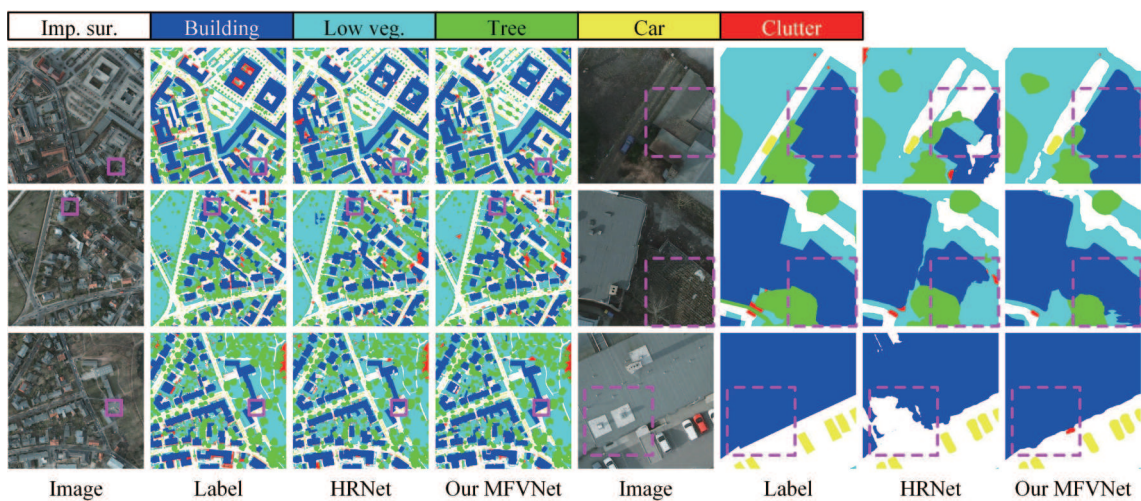 Imp. sur. Building Low veg. Tree Car Clutter
Image Label HRNet Our MFVNet Image Label HRNet Our MFVNet